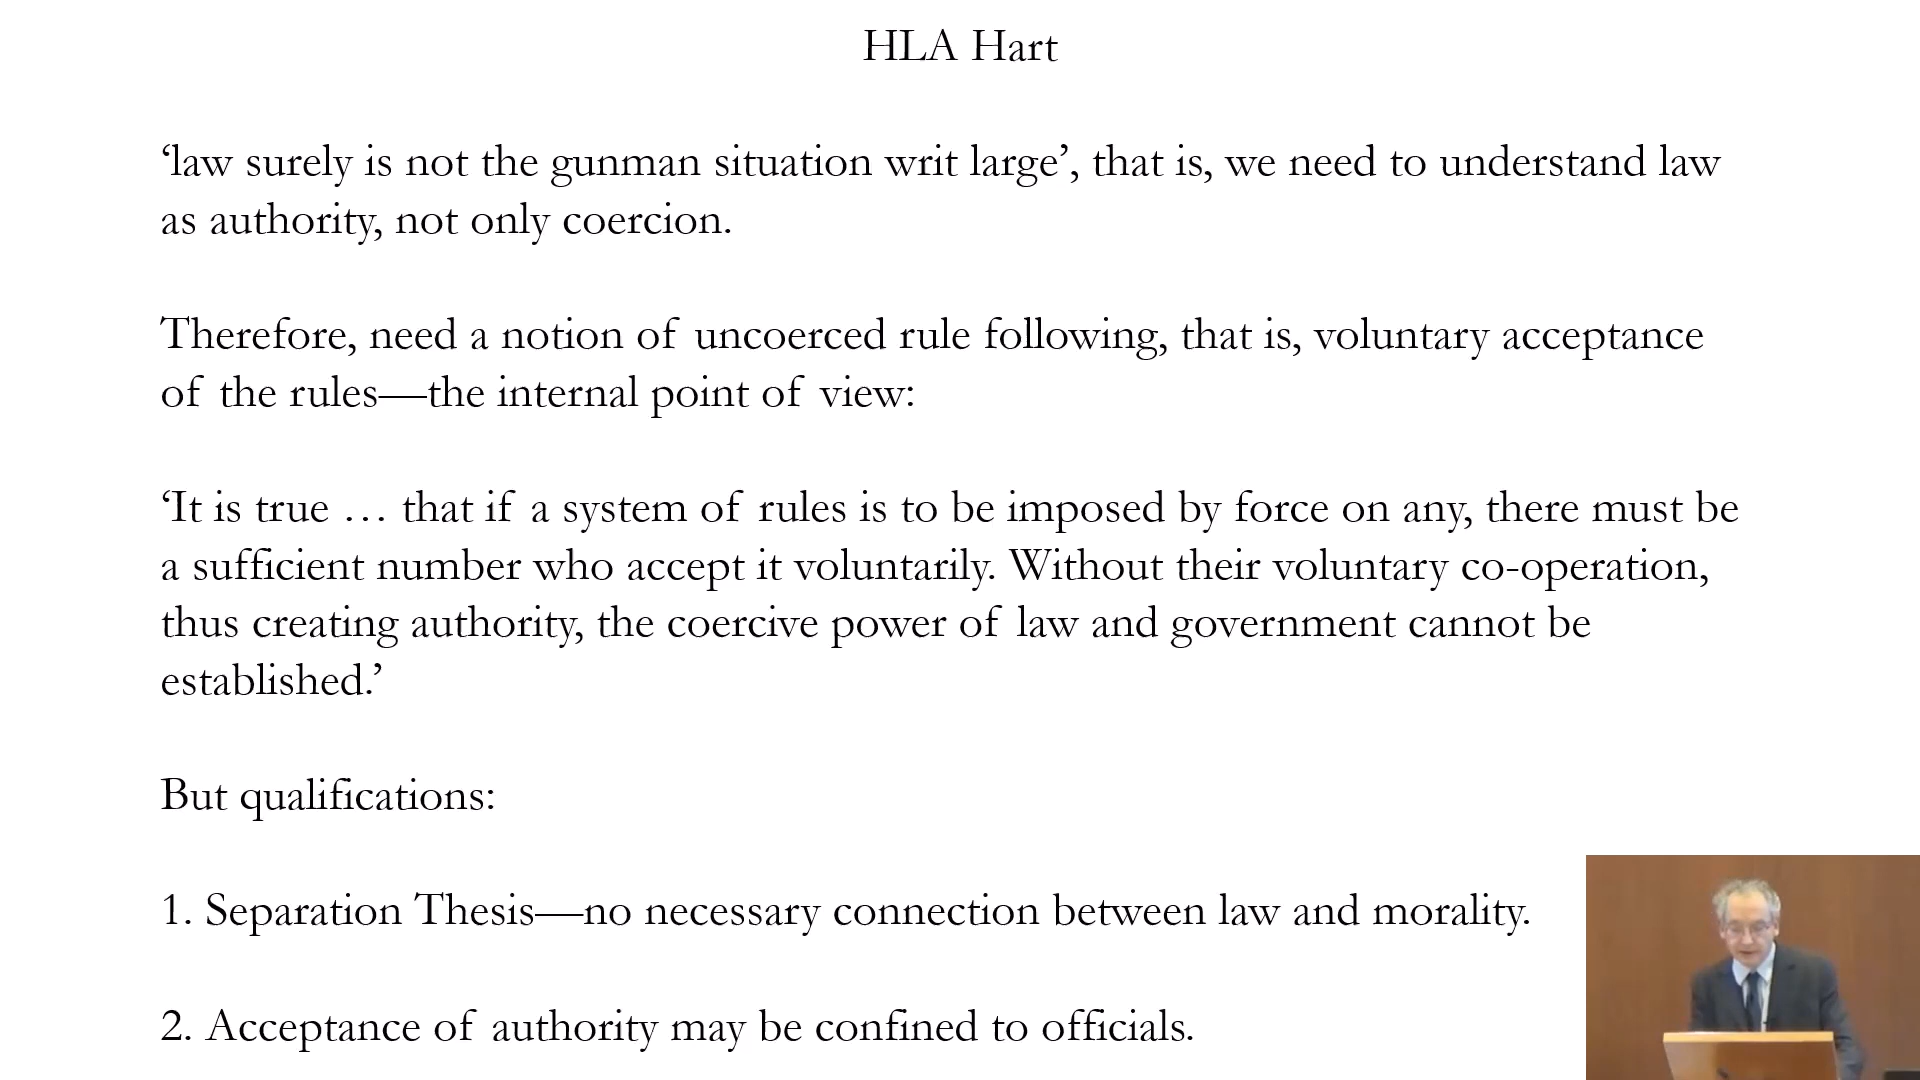 HLA Hart
‘law surely is not the gunman situation writ large’, that is, we need to understand law
as authority, not only coercion.
Therefore, need a notion of uncoerced rule following, that is, voluntary acceptance
of the rules—the internal point of view:
‘It is true … that if a system of rules is to be imposed by force on any, there must be
a sufficient number who accept it voluntarily. Without their voluntary co-operation,
thus creating authority, the coercive power of law and government cannot be
established.’
But qualifications:
1. Separation Thesis—no necessary connection between law and morality.
2. Acceptance of authority may be confined to officials.